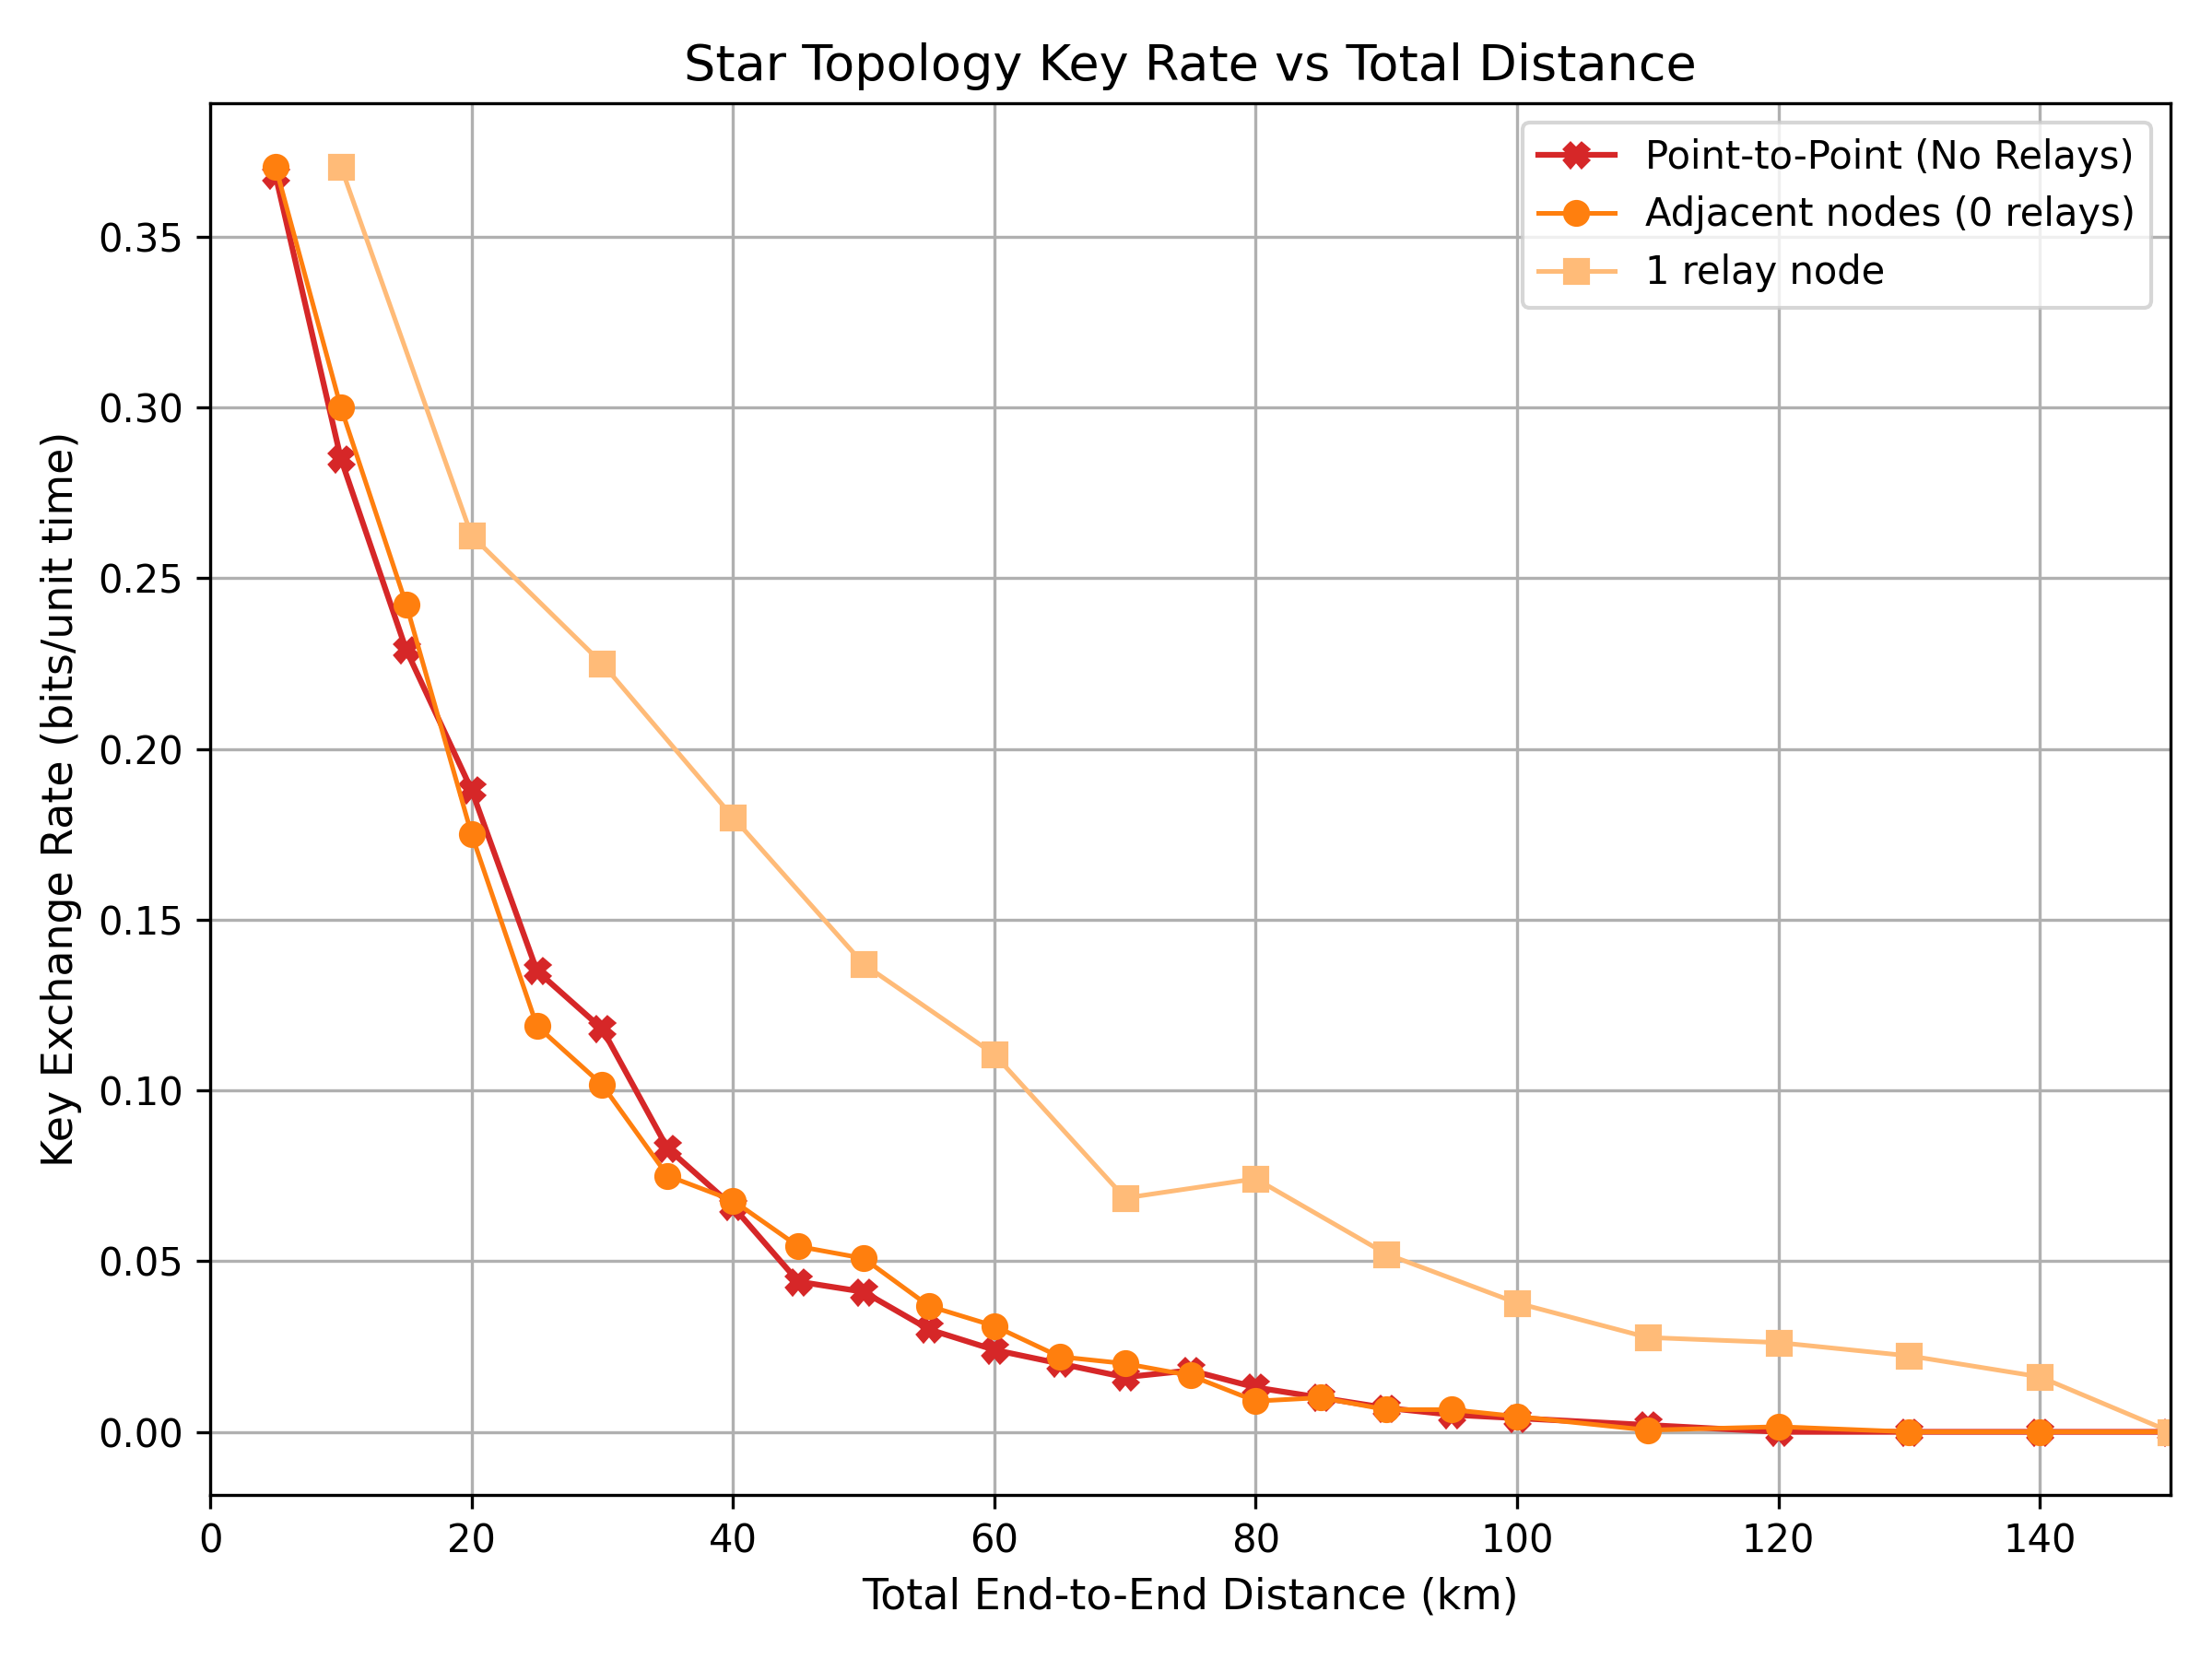 Star Topology Key Rate vs Total Distance
Point-to-Point (No Relays)
Adjacent nodes (0 relays)
1 relay node
Key Exchange Rate (bits/unit time)
0.35
0.30
0.25
0.20
0.15
0.10
0.05
0.00
0 20 40 60 80 100 120 140
Total End-to-End Distance (km)